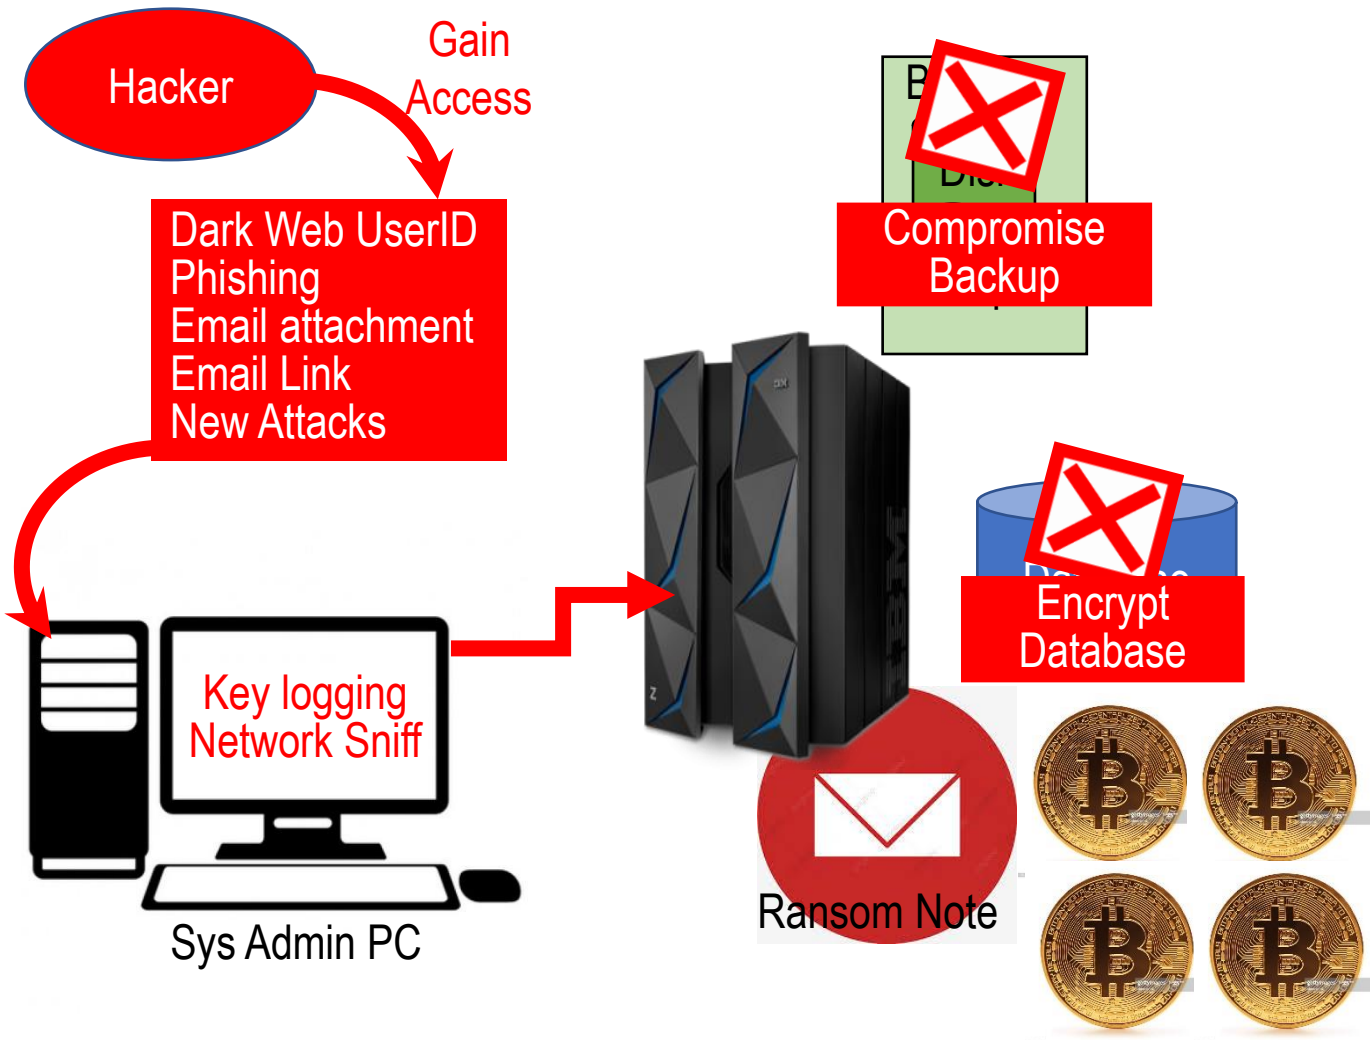 Hacker
Gain
Access
Dark Web UserID
Phishing
Email attachment
Email Link
New Attacks
Key logging
Network Sniff
Sys Admin PC
IBM
IBM
Z
Compromise
Backup
Encrypt
Database
Ransom Note